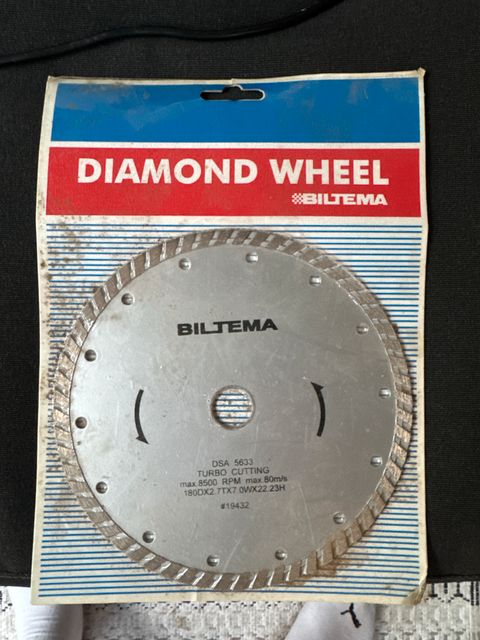 DIAMOND WHEEL
BILTEMA
BILTEMA
DSA 5633
TURBO CUTTING
max.8500 RPM max.80m/s
180DX2.7TX7.0WX22.23H
#19432